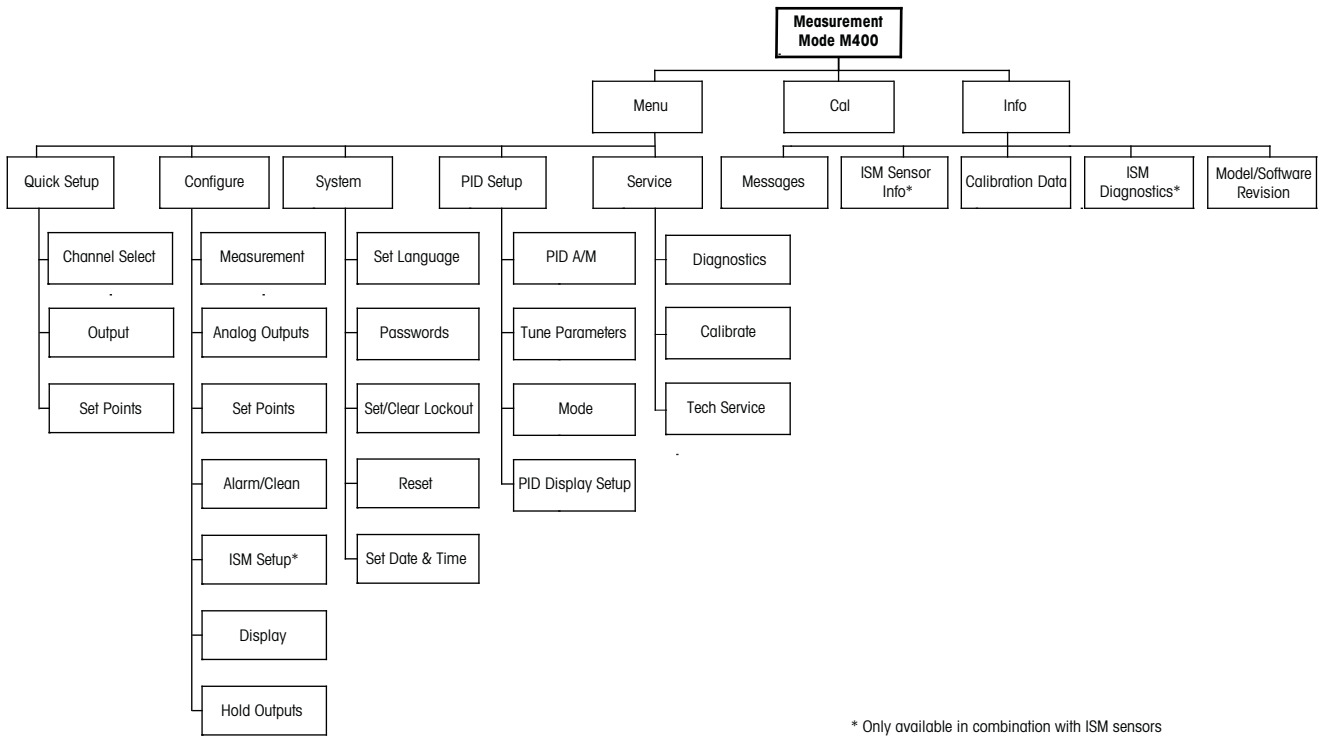 Measurement
Mode M400
Menu
Cal
Info
Quick Setup
Configure
System
PID Setup
Service
Messages
ISM Sensor
Info*
Calibration Data
ISM
Diagnostics*
Model/Software
Revision
Channel Select
Output
Set Points
Measurement
Analog Outputs
Set Points
Alarm/Clean
ISM Setup*
Display
Hold Outputs
Set Language
Passwords
Set/Clear Lockout
Reset
Set Date & Time
PID A/M
Tune Parameters
Mode
PID Display Setup
Diagnostics
Calibrate
Tech Service
* Only available in combination with ISM sensors